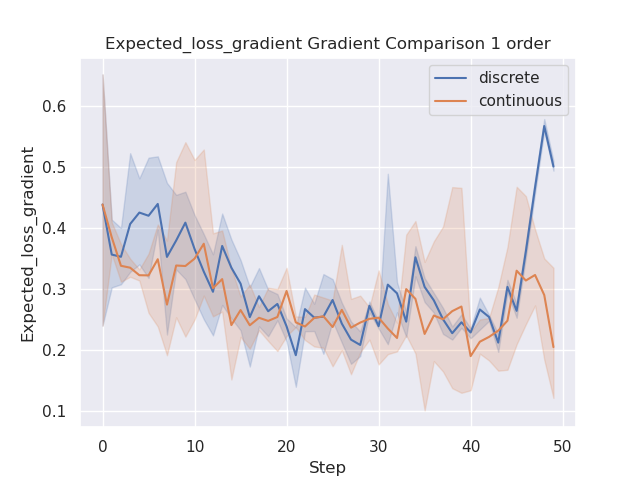 Expected_loss_gradient Gradient Comparison 1 order
discrete
continuous
Expected_loss_gradient
0.6
0.5
0.4
0.3
0.2
0.1
0 10 20 30 40 50
Step